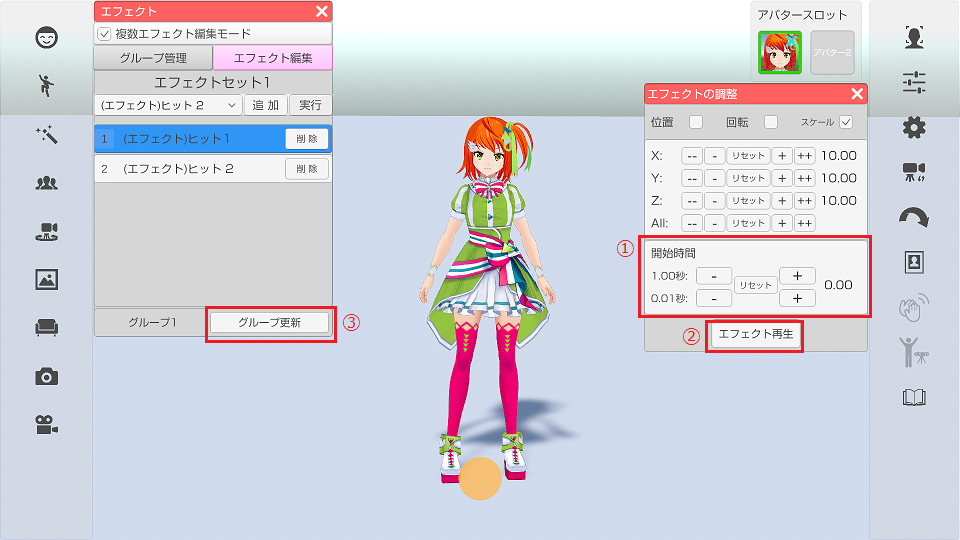 エフェクト
複数エフェクト編集モード
グループ管理 エフェクト編集
エフェクトセット1
(エフェクト)ヒット 2 追 加 実行
1 (エフェクト)ヒット 1 削 除
2 (エフェクト)ヒット 2 削 除
グループ1 グループ更新 ③
アバタースロット
アバター2
エフェクトの調整
位置 回転 スケール
X: -- - リセット + ++ 10.00
Y: -- - リセット + ++ 10.00
Z: -- - リセット + ++ 10.00
All: -- - リセット + ++
① 開始時間
1.00秒: - リセット + 0.00
0.01秒: - +
② エフェクト再生